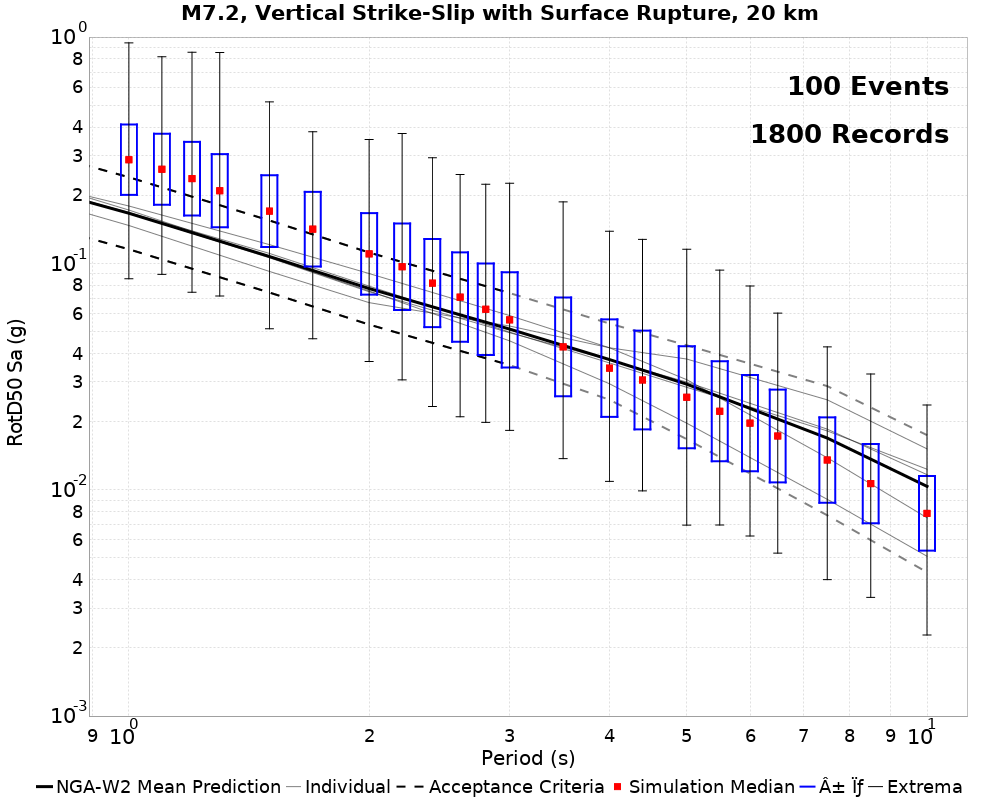 M7.2, Vertical Strike-Slip with Surface Rupture, 20 km
100 Events
1800 Records
RotD50 Sa (g)
10^0
8
6
4
3
2
10^-1
8
6
4
3
2
10^-2
8
6
4
3
2
10^-3
9 10^0 2 3 4 5 6 7 8 9 10^1
Period (s)
NGA-W2 Mean Prediction Individual Acceptance Criteria Simulation Median Â± Ïƒ Extrema